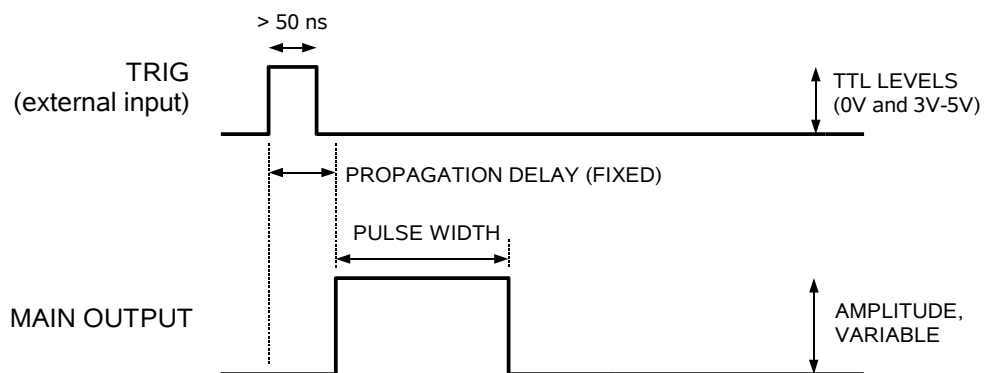 > 50 ns
TRIG
(external input)
TTL LEVELS
(0V and 3V-5V)
PROPAGATION DELAY (FIXED)
PULSE WIDTH
MAIN OUTPUT
AMPLITUDE,
VARIABLE